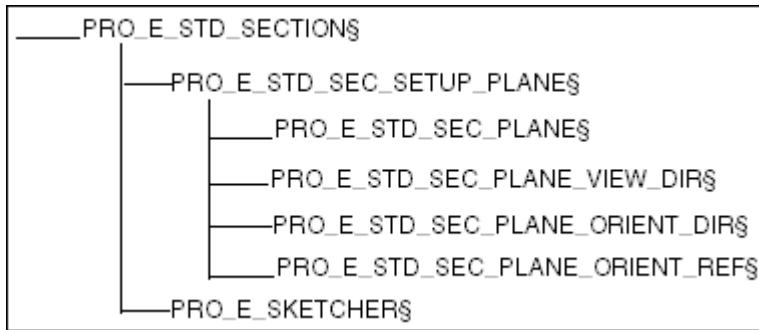 PRO_E_STD_SECTION§
PRO_E_STD_SEC_SETUP_PLANE§
PRO_E_STD_SEC_PLANE§
PRO_E_STD_SEC_PLANE_VIEW_DIR§
PRO_E_STD_SEC_PLANE_ORIENT_DIR§
PRO_E_STD_SEC_PLANE_ORIENT_REF§
PRO_E_SKETCHER§